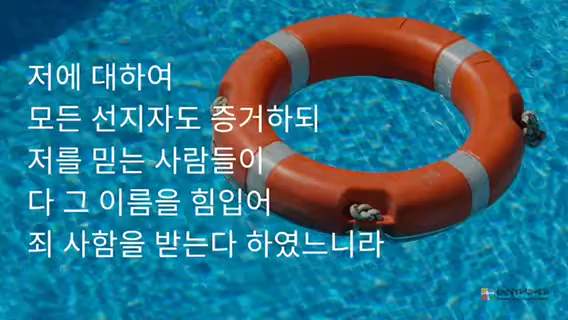 저에 대하여
모든 선지자도 증거하되
저를 믿는 사람들이
다 그 이름을 힘입어
죄 사함을 받는다 하였느니라